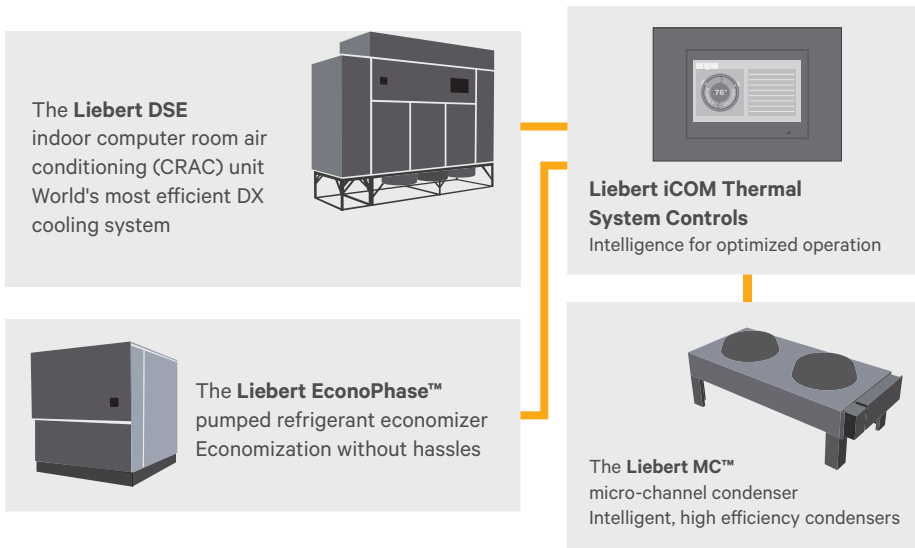 The Liebert DSE
indoor computer room air
conditioning (CRAC) unit
World's most efficient DX
cooling system
76°
Liebert iCOM Thermal
System Controls
Intelligence for optimized operation
The Liebert EconoPhase™
pumped refrigerant economizer
Economization without hassles
The Liebert MC™
micro-channel condenser
Intelligent, high efficiency condensers